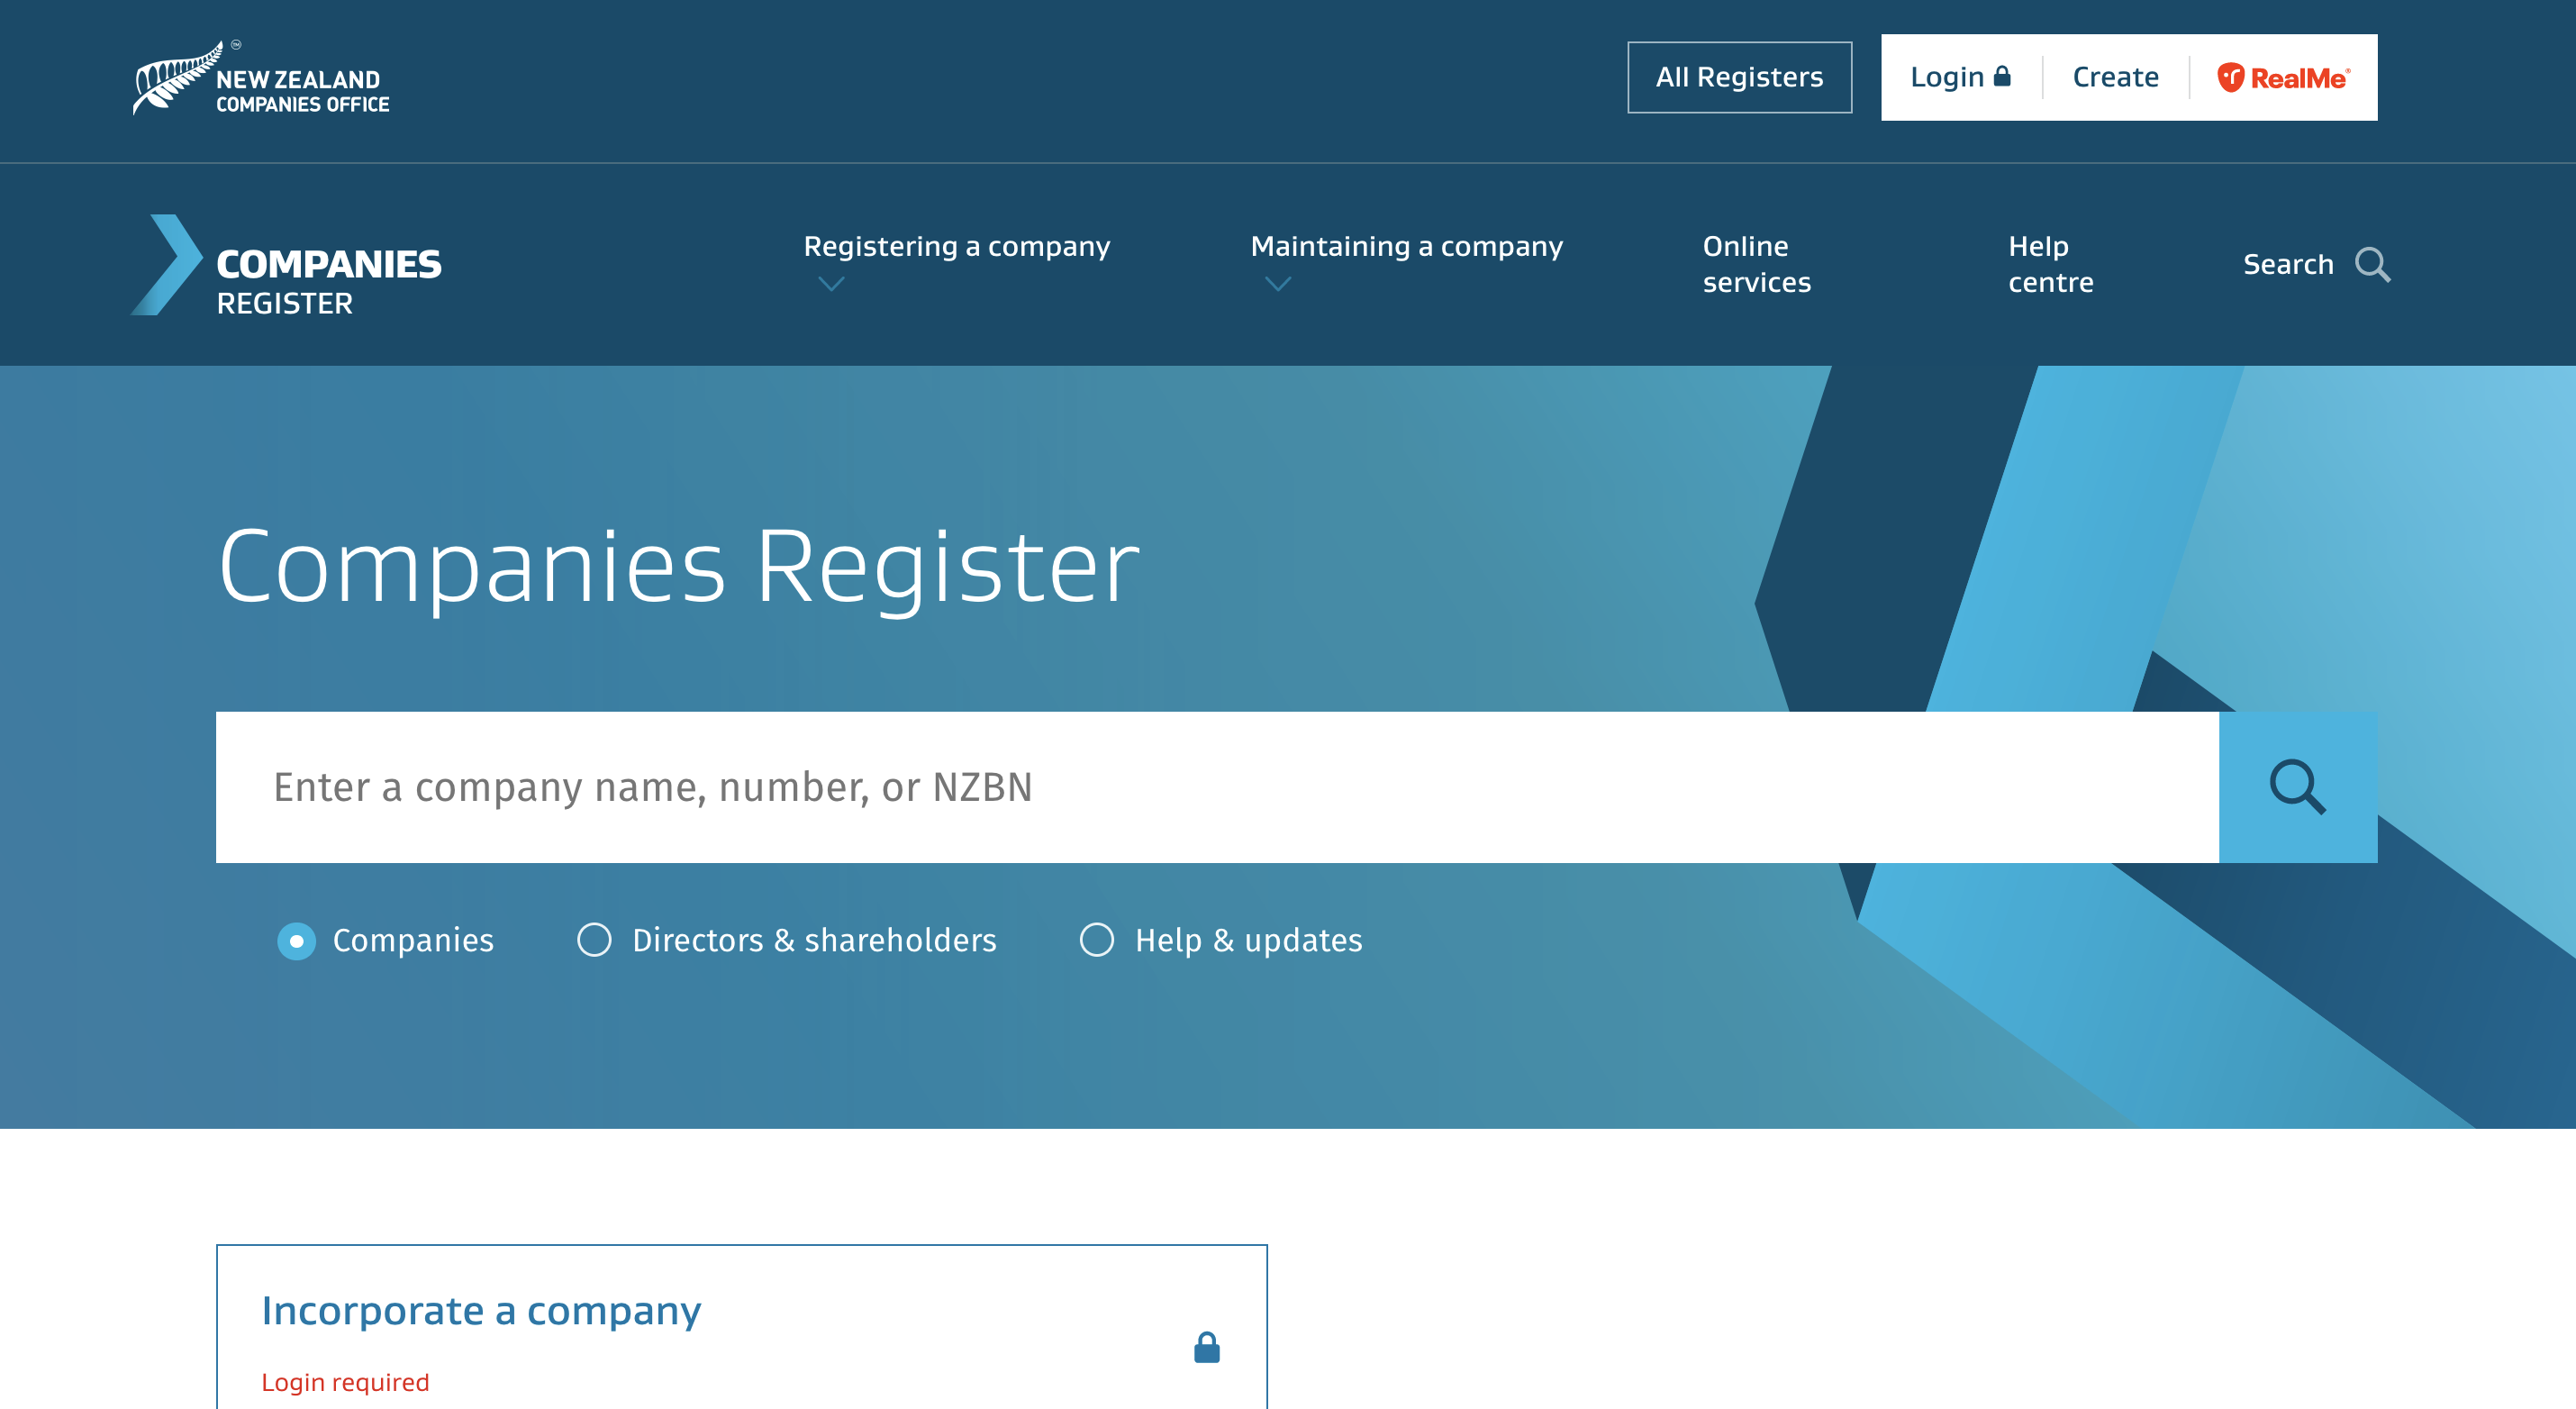 NEW ZEALAND
COMPANIES OFFICE
All Registers
Login
Create
RealMe
COMPANIES
REGISTER
Registering a company
Maintaining a company
Online
services
Help
centre
Search
Companies Register
Enter a company name, number, or NZBN
Companies
Directors & shareholders
Help & updates
Incorporate a company
Login required